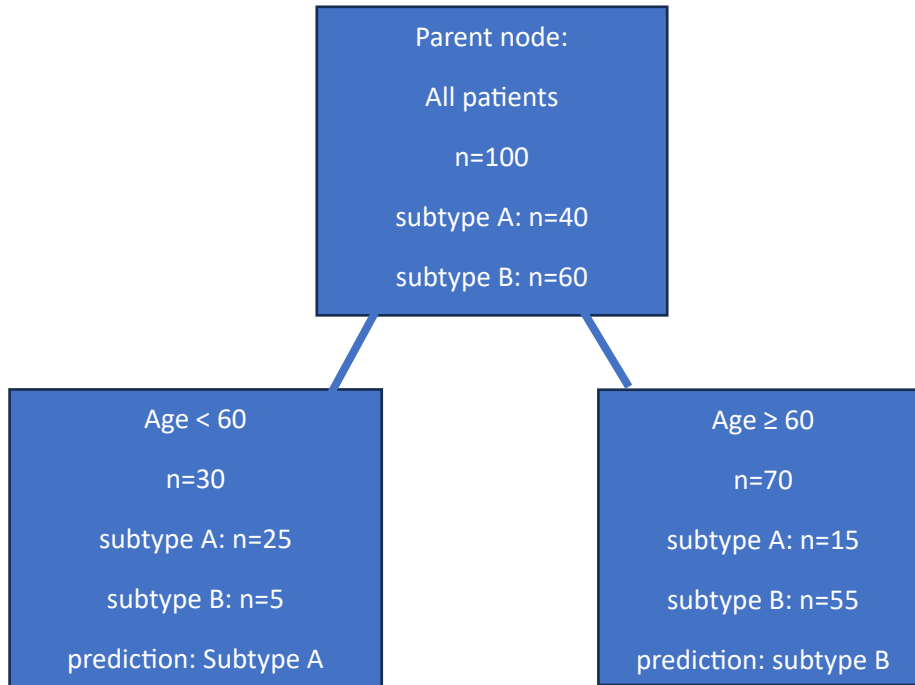 Parent node:
All patients
n=100
subtype A: n=40
subtype B: n=60
Age < 60
n=30
subtype A: n=25
subtype B: n=5
prediction: Subtype A
Age ≥ 60
n=70
subtype A: n=15
subtype B: n=55
prediction: subtype B